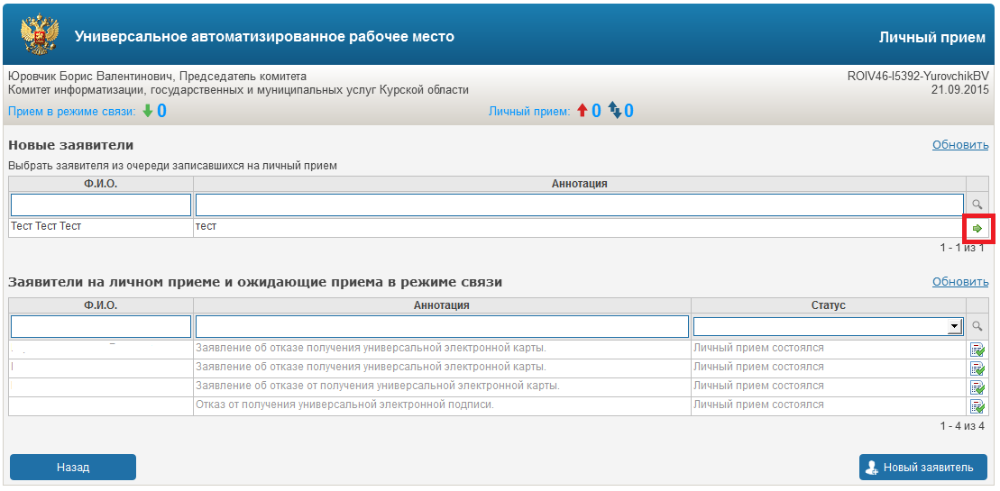 Универсальное автоматизированное рабочее место
Личный прием
Юровчик Борис Валентинович, Председатель комитета
ROIV46-I5392-YurovchikBV
Комитет информатизации, государственных и муниципальных услуг Курской области
21.09.2015
Прием в режиме связи: 0
Личный прием: 0 0
Новые заявители
Обновить
Выбрать заявителя из очереди записавшихся на личный прием
Ф.И.О. Аннотация
Тест Тест Тест тест
1 - 1 из 1
Заявители на личном приеме и ожидающие приема в режиме связи
Обновить
Ф.И.О. Аннотация Статус
Заявление об отказе получения универсальной электронной карты. Личный прием состоялся
Заявление об отказе получения универсальной электронной карты. Личный прием состоялся
Заявление об отказе от получения универсальной электронной карты. Личный прием состоялся
Отказ от получения универсальной электронной подписи. Личный прием состоялся
1 - 4 из 4
Назад
Новый заявитель